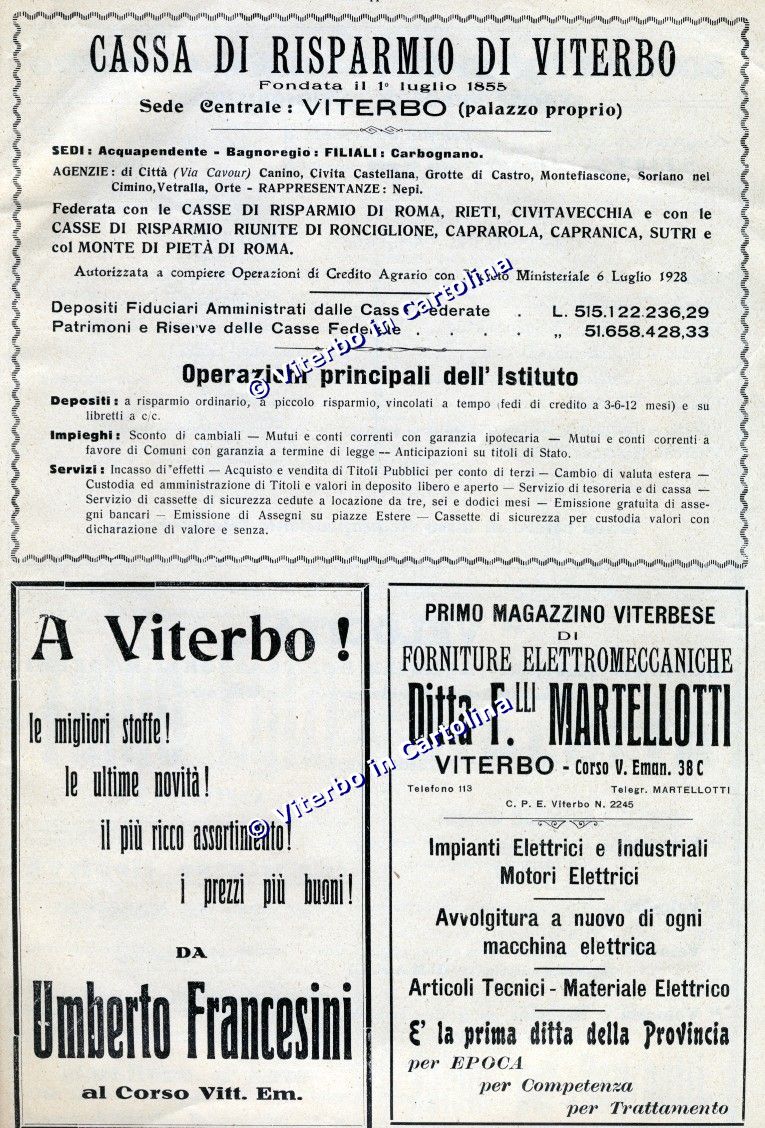 CASSA DI RISPARMIO DI VITERBO
Fondata il 1º luglio 1855
Sede Centrale : VITERBO (palazzo proprio)
SEDI : Acquapendente - Bagnoregio : FILIALI : Carbognano.
AGENZIE : di Città (Via Cavour) Canino, Civita Castellana, Grotte di Castro, Montefiascone, Soriano nel
Cimino, Vetralla, Orte - RAPPRESENTANZE : Nepi.
Federata con le CASSE DI RISPARMIO DI ROMA, RIETI, CIVITAVECCHIA e con le
CASSE DI RISPARMIO RIUNITE DI RONCIGLIONE, CAPRAROLA, CAPRANICA, SUTRI e
col MONTE DI PIETÀ DI ROMA.
Autorizzata a compiere Operazioni di Credito Agrario con Ministeriale 6 Luglio 1928
Depositi Fiduciari Amministrati dalle Casse Federate . L. 515.122.236,29
Patrimoni e Riserve delle Casse Federate . . . . „ 51.658.428,33
Operazioni principali dell' Istituto
Depositi : a risparmio ordinario, a piccolo risparmio, vincolati a tempo (fedi di credito a 3-6-12 mesi) e su
libretti a c/c.
Impieghi : Sconto di cambiali — Mutui e conti correnti con garanzia ipotecaria — Mutui e conti correnti a
favore di Comuni con garanzia a termine di legge — Anticipazioni su titoli di Stato.
Servizi : Incasso di effetti — Acquisto e vendita di Titoli Pubblici per conto di terzi — Cambio di valuta estera —
Custodia ed amministrazione di Titoli e valori in deposito libero e aperto — Servizio di tesoreria e di cassa —
Servizio di cassette di sicurezza cedute a locazione da tre, sei e dodici mesi — Emissione gratuita di asse-
gni bancari — Emissione di Assegni su piazze Estere — Cassette di sicurezza per custodia valori con
dicharazione di valore e senza.
© Viterbo in Cartolina
A Viterbo !
le migliori stoffe !
le ultime novità !
il più ricco assortimento !
i prezzi più buoni !
DA
Umberto Francesini
al Corso Vitt. Em.
PRIMO MAGAZZINO VITERBESE
DI
FORNITURE ELETTROMECCANICHE
Ditta F.LLI MARTELLOTTI
VITERBO - Corso V. Eman. 38 C
Telefono 113 Telegr. MARTELLOTTI
C. P. E. Viterbo N. 2245
Impianti Elettrici e Industriali
Motori Elettrici
Avvolgitura a nuovo di ogni
macchina elettrica
Articoli Tecnici - Materiale Elettrico
E' la prima ditta della Provincia
per EPOCA
per Competenza
per Trattamento
© Viterbo in Cartolina